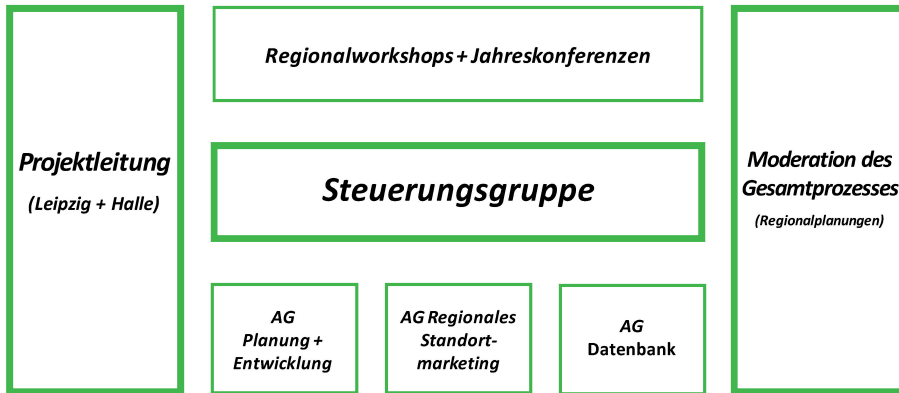 Projektleitung
(Leipzig + Halle)
Regionalworkshops + Jahreskonferenzen
Steuerungsgruppe
AG
Planung +
Entwicklung
AG Regionales
Standort-
marketing
AG
Datenbank
Moderation des
Gesamtprozesses
(Regionalplanungen)